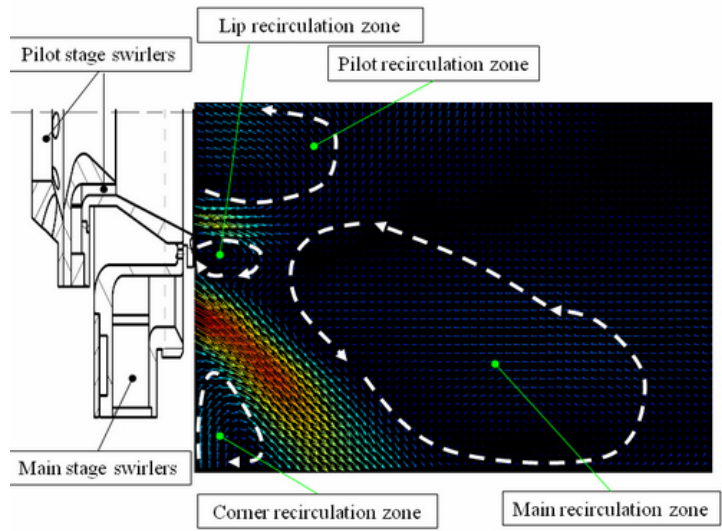 Lip recirculation zone
Pilot stage swirlers
Pilot recirculation zone
Main stage swirlers
Corner recirculation zone
Main recirculation zone